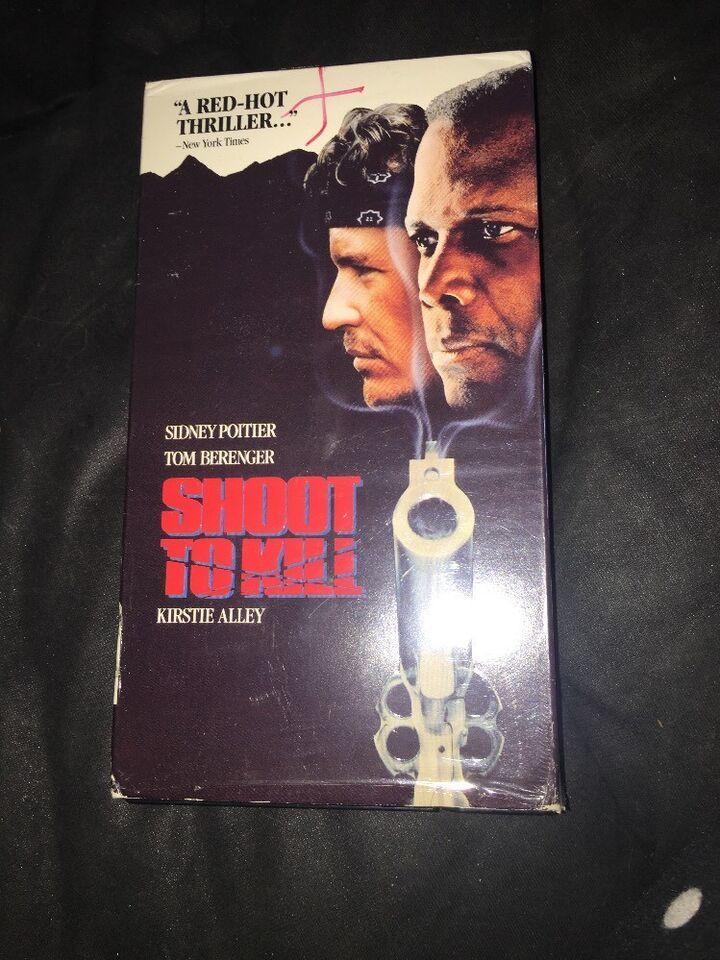 "A RED-HOT
THRILLER..."
–New York Times
SIDNEY POITIER
TOM BERENGER
SHOOT
TO KILL
KIRSTIE ALLEY